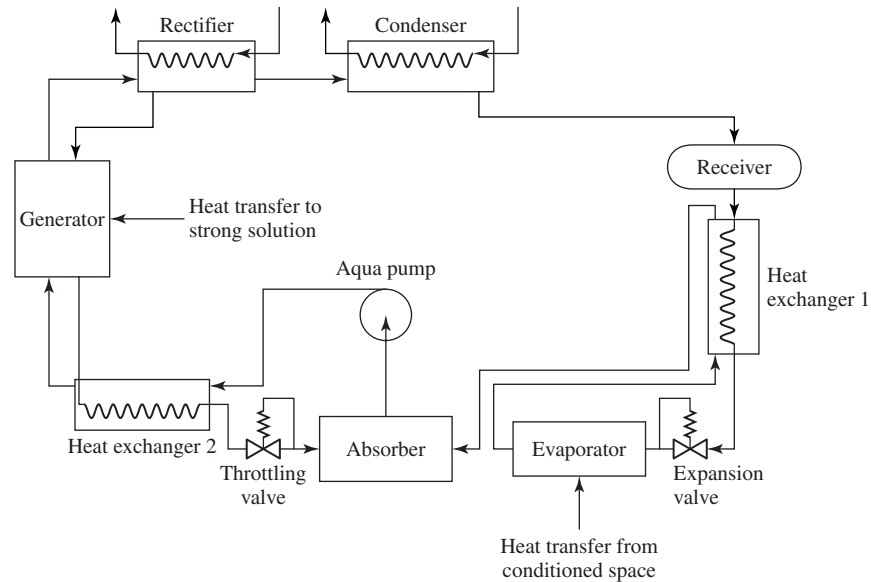 Rectifier
Condenser
Receiver
Generator
Heat transfer to
strong solution
Aqua pump
Heat
exchanger 1
Heat exchanger 2
Throttling
valve
Absorber
Evaporator
Expansion
valve
Heat transfer from
conditioned space